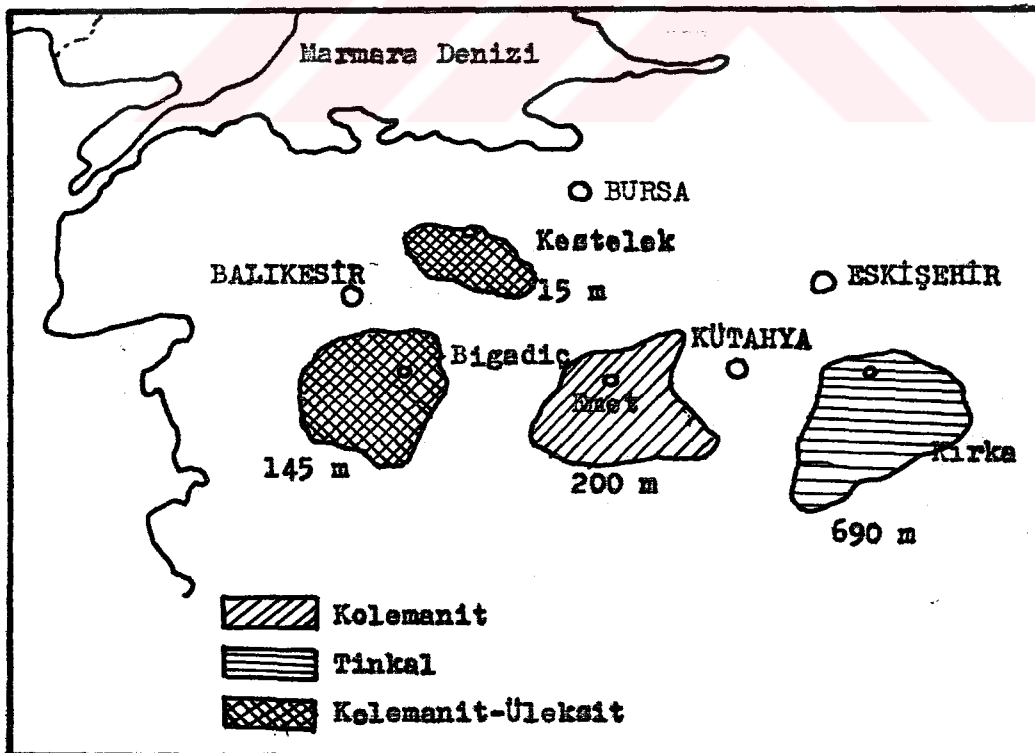 Marmara Denizi
BURSA
Kestelek
15 m
BALIKESİR
ESKİŞEHİR
KÜTAHYA
Bigadiç
Emet
Kırka
145 m
200 m
690 m
Kolemanit
Tinkal
Kolemanit-Üleksit